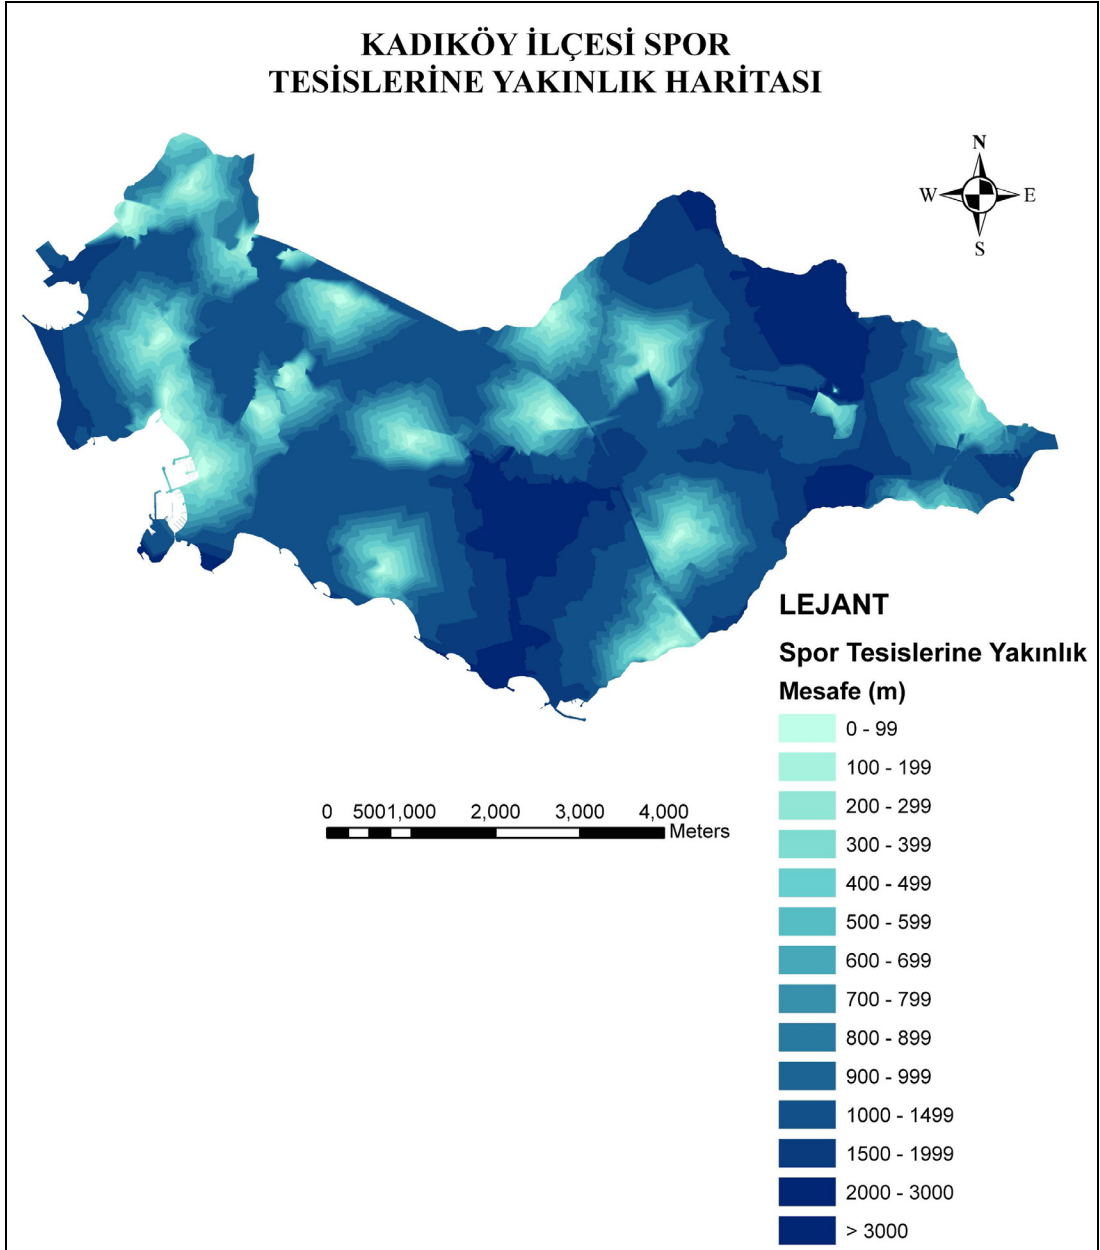 KADIKÖY İLÇESİ SPOR
TESİSLERİNE YAKINLIK HARİTASI
N
W E
S
LEJANT
Spor Tesislerine Yakınlık
Mesafe (m)
0 - 99
100 - 199
200 - 299
300 - 399
400 - 499
500 - 599
600 - 699
700 - 799
800 - 899
900 - 999
1000 - 1499
1500 - 1999
2000 - 3000
> 3000
0 500 1,000 2,000 3,000 4,000
Meters